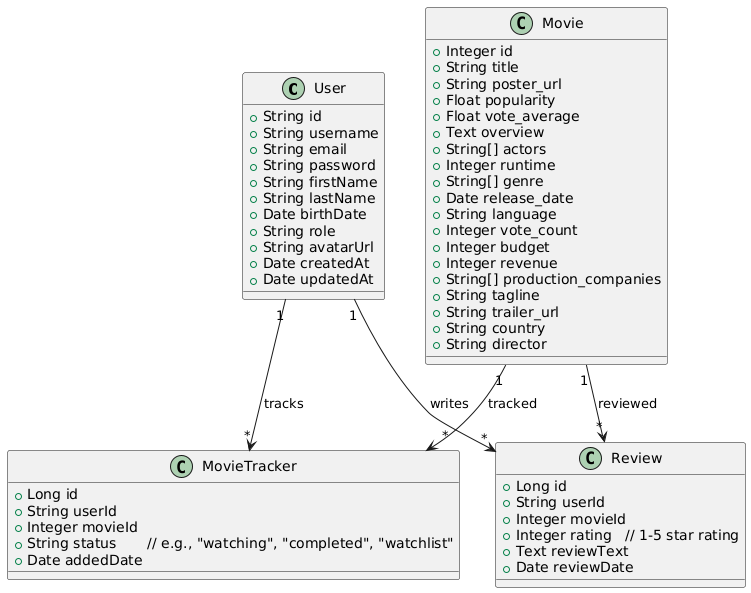 C User
+ String id
+ String username
+ String email
+ String password
+ String firstName
+ String lastName
+ Date birthDate
+ String role
+ String avatarUrl
+ Date createdAt
+ Date updatedAt
C Movie
+ Integer id
+ String title
+ String poster_url
+ Float popularity
+ Float vote_average
+ Text overview
+ String[] actors
+ Integer runtime
+ String[] genre
+ Date release_date
+ String language
+ Integer vote_count
+ Integer budget
+ Integer revenue
+ String[] production_companies
+ String tagline
+ String trailer_url
+ String country
+ String director
1
1
1
1
tracks
writes
tracked
reviewed
*
*
*
*
C MovieTracker
+ Long id
+ String userId
+ Integer movieId
+ String status // e.g., "watching", "completed", "watchlist"
+ Date addedDate
C Review
+ Long id
+ String userId
+ Integer movieId
+ Integer rating // 1-5 star rating
+ Text reviewText
+ Date reviewDate